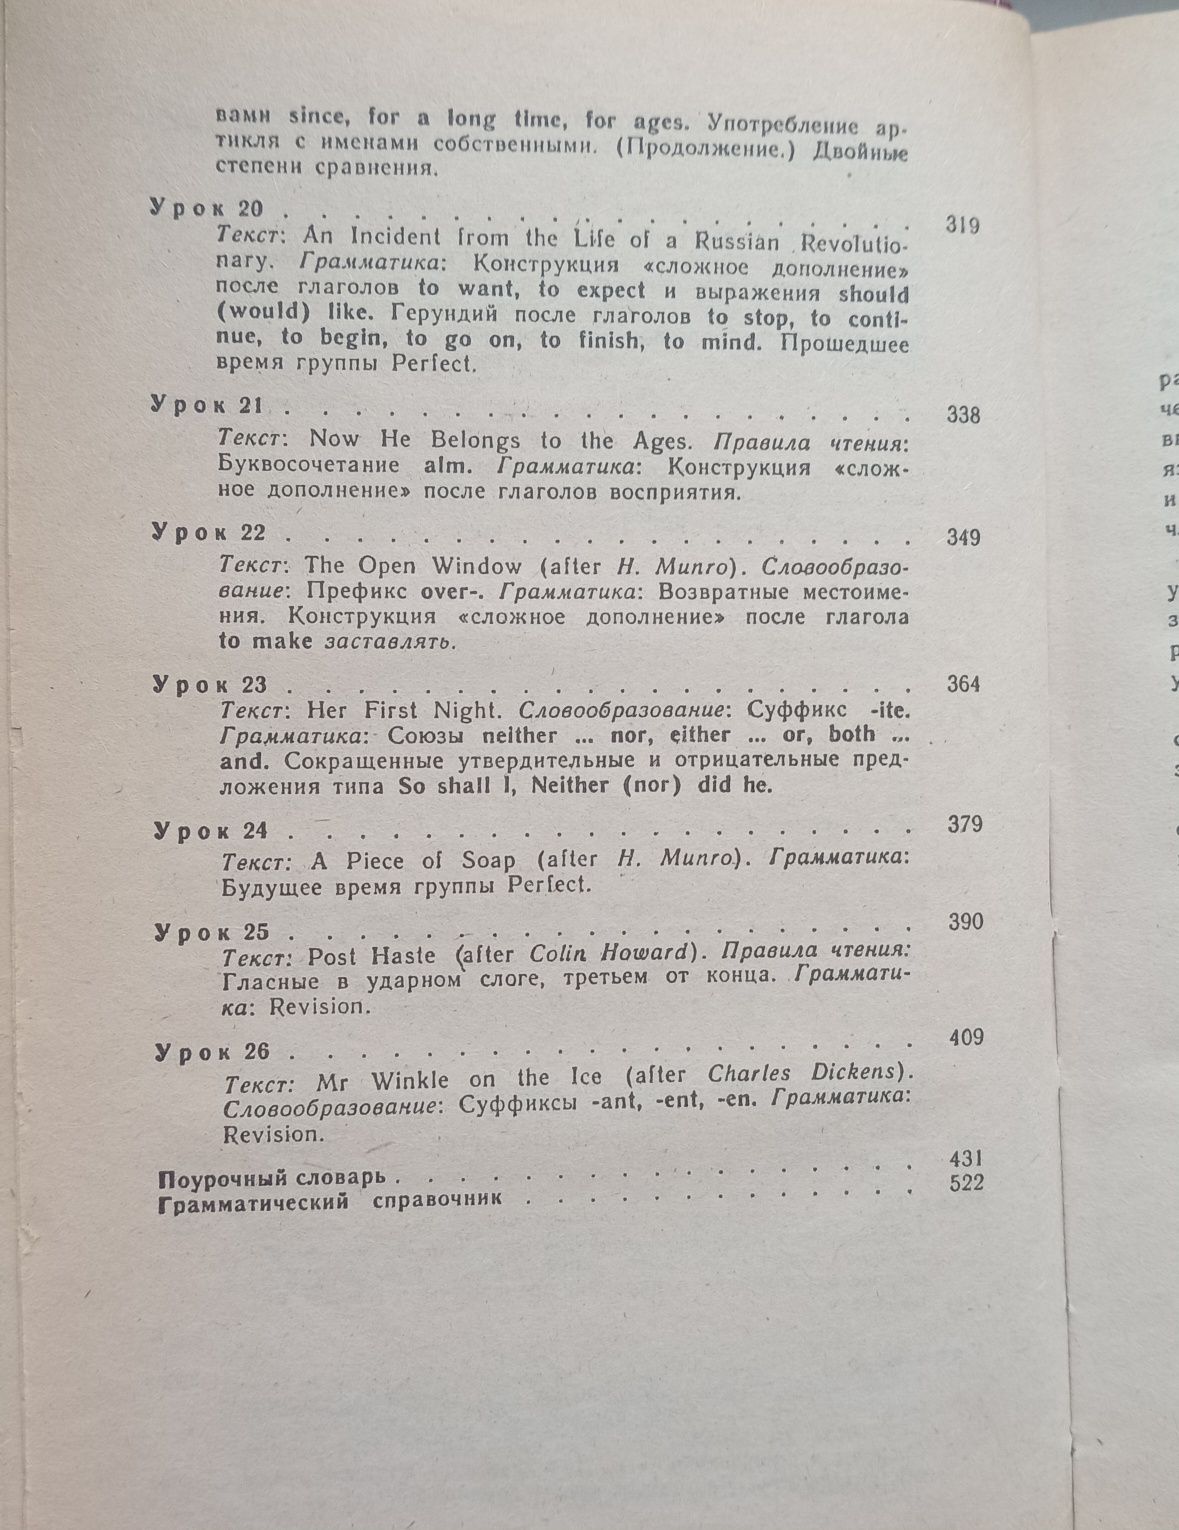 вами since, for a long time, for ages. Употребление ар-
тикля с именами собственными. (Продолжение.) Двойные
степени сравнения.
Урок 20 . . . . . . . . . . . . . . . . . . . 319
Текст: An Incident from the Life of a Russian Revolutio-
nary. Грамматика: Конструкция «сложное дополнение»
после глаголов to want, to expect и выражения should
(would) like. Герундий после глаголов to stop, to conti-
nue, to begin, to go on, to finish, to mind. Прошедшее
время группы Perfect.
Урок 21 . . . . . . . . . . . . . . . . . . . 338
Текст: Now He Belongs to the Ages. Правила чтения:
Буквосочетание alm. Грамматика: Конструкция «слож-
ное дополнение» после глаголов восприятия.
Урок 22 . . . . . . . . . . . . . . . . . . . 349
Текст: The Open Window (after H. Munro). Словообразо-
вание: Префикс over-. Грамматика: Возвратные местоиме-
ния. Конструкция «сложное дополнение» после глагола
to make заставлять.
Урок 23 . . . . . . . . . . . . . . . . . . . 364
Текст: Her First Night. Словообразование: Суффикс -ite.
Грамматика: Союзы neither ... nor, either ... or, both ...
and. Сокращенные утвердительные и отрицательные пред-
ложения типа So shall I, Neither (nor) did he.
Урок 24 . . . . . . . . . . . . . . . . . . . 379
Текст: A Piece of Soap (after H. Munro). Грамматика:
Будущее время группы Perfect.
Урок 25 . . . . . . . . . . . . . . . . . . . 390
Текст: Post Haste (after Colin Howard). Правила чтения:
Гласные в ударном слоге, третьем от конца. Граммати-
ка: Revision.
Урок 26 . . . . . . . . . . . . . . . . . . . 409
Текст: Mr Winkle on the Ice (after Charles Dickens).
Словообразование: Суффиксы -ant, -ent, -en. Грамматика:
Revision.
Поурочный словарь . . . . . . . . . . . . . . . . 431
Грамматический справочник . . . . . . . . . . . . 522